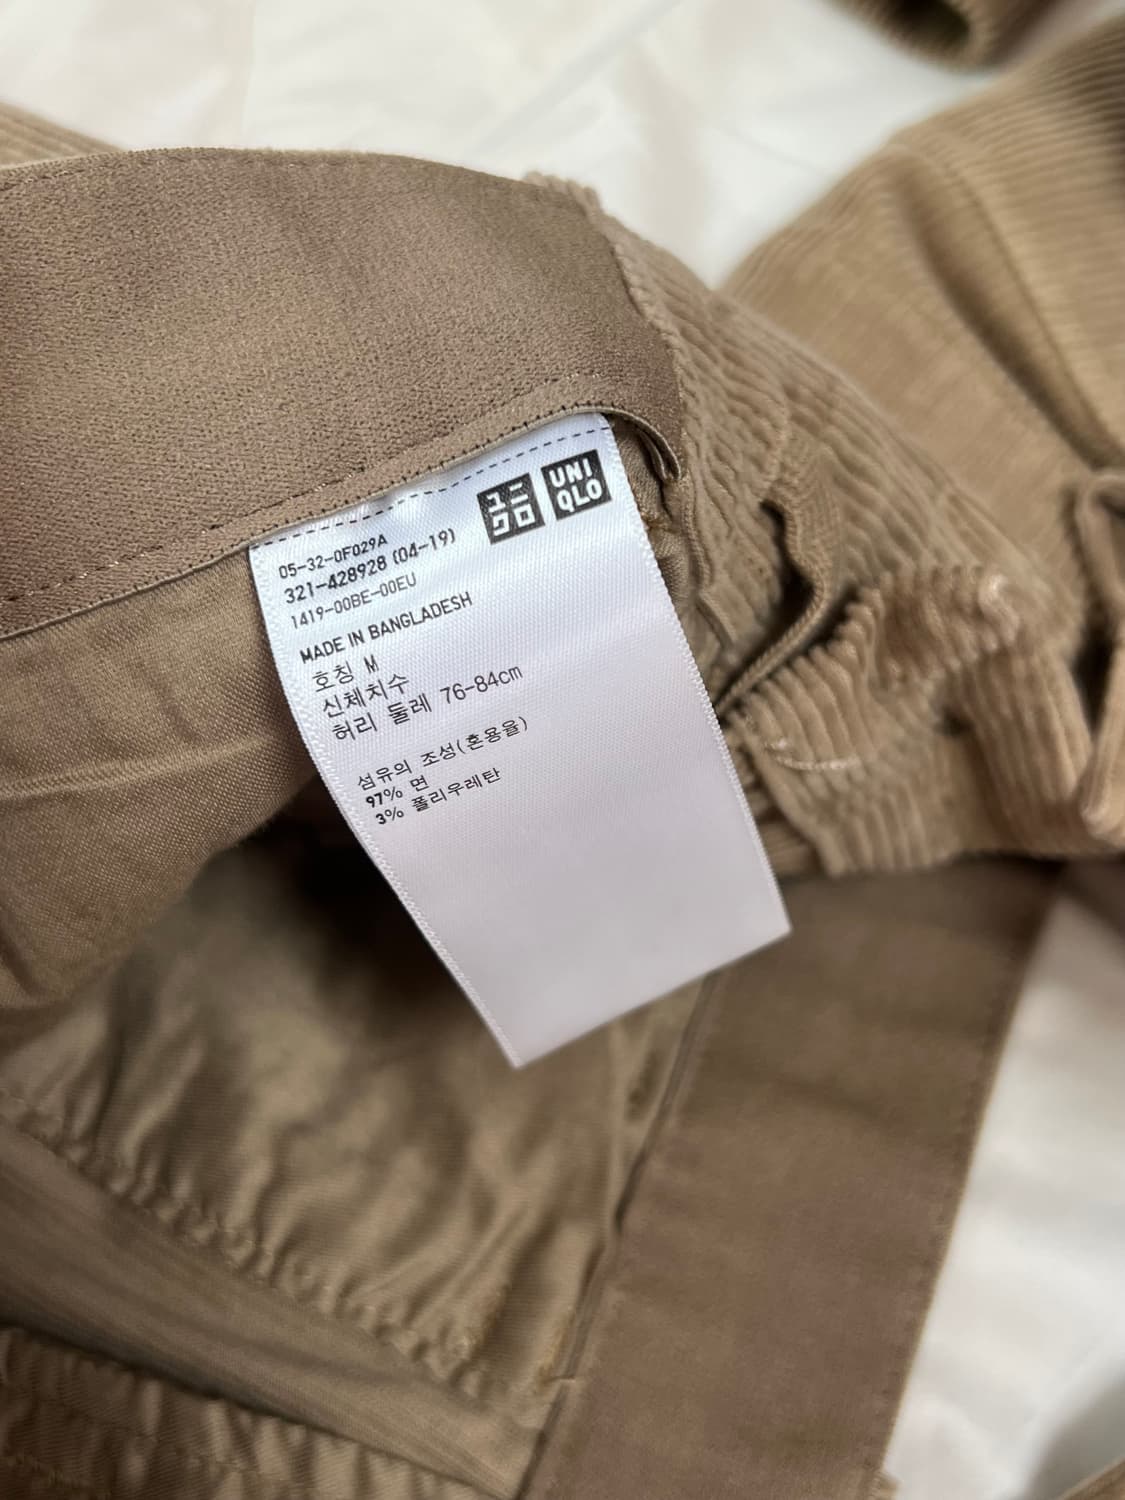 ユニ
クロ
UNI
QLO
05-32-0F029A
321-428928 (04-19)
1419-00BE-00EU
MADE IN BANGLADESH
호칭 M
신체치수
허리 둘레 76-84cm
섬유의 조성(혼용율)
97% 면
3% 폴리우레탄